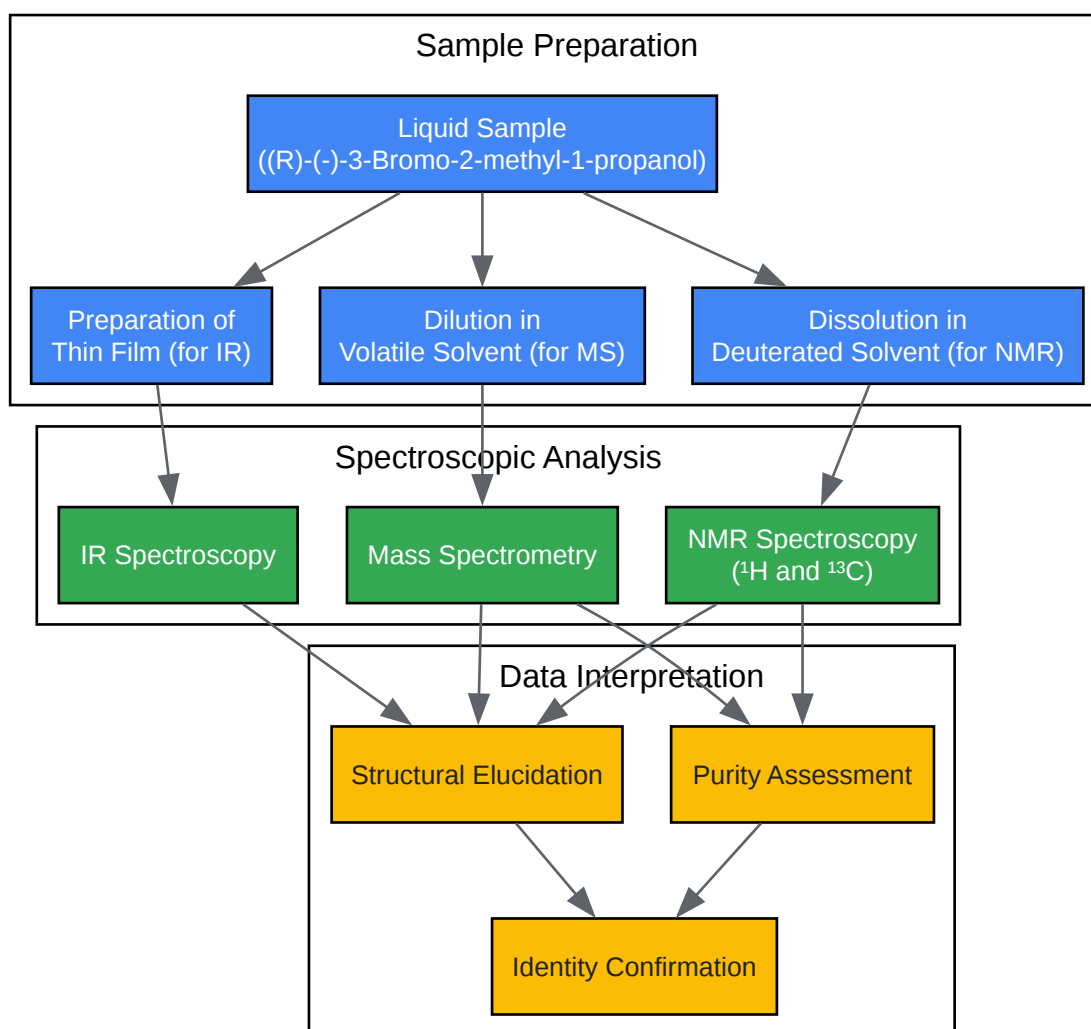 Sample Preparation
Liquid Sample
((R)-(-)-3-Bromo-2-methyl-1-propanol)
Preparation of
Thin Film (for IR)
Dilution in
Volatile Solvent (for MS)
Dissolution in
Deuterated Solvent (for NMR)
Spectroscopic Analysis
IR Spectroscopy
Mass Spectrometry
NMR Spectroscopy
(¹H and ¹³C)
Data Interpretation
Structural Elucidation
Purity Assessment
Identity Confirmation